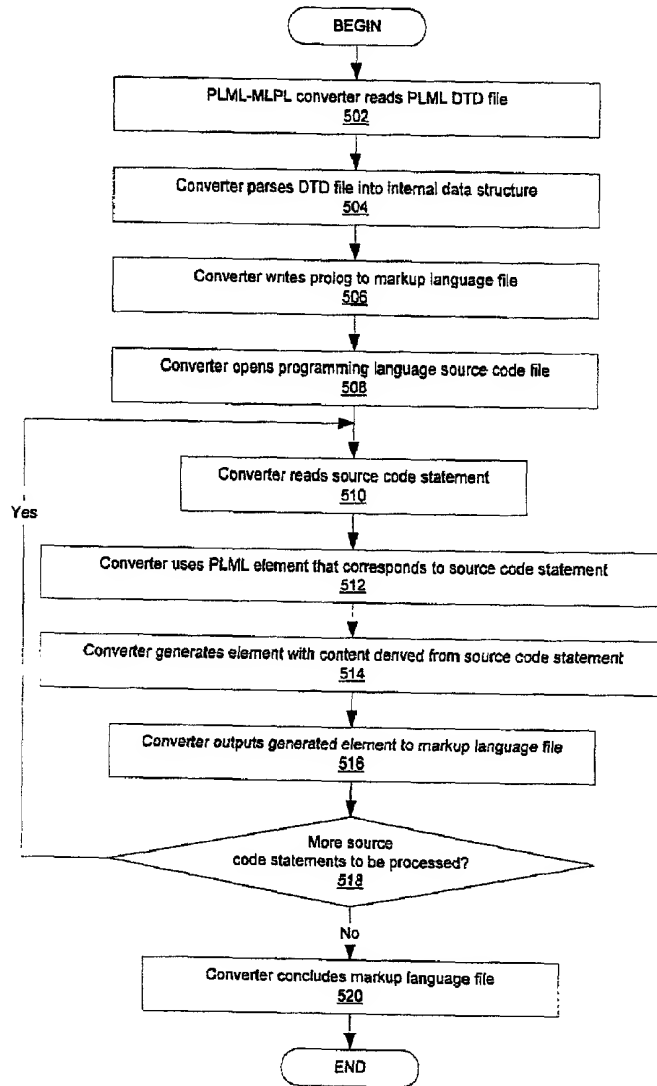 BEGIN
PLML-MLPL converter reads PLML DTD file
502
Converter parses DTD file into internal data structure
504
Converter writes prolog to markup language file
506
Converter opens programming language source code file
508
Converter reads source code statement
510
Yes
Converter uses PLML element that corresponds to source code statement
512
Converter generates element with content derived from source code statement
514
Converter outputs generated element to markup language file
516
More source
code statements to be processed?
518
No
Converter concludes markup language file
520
END